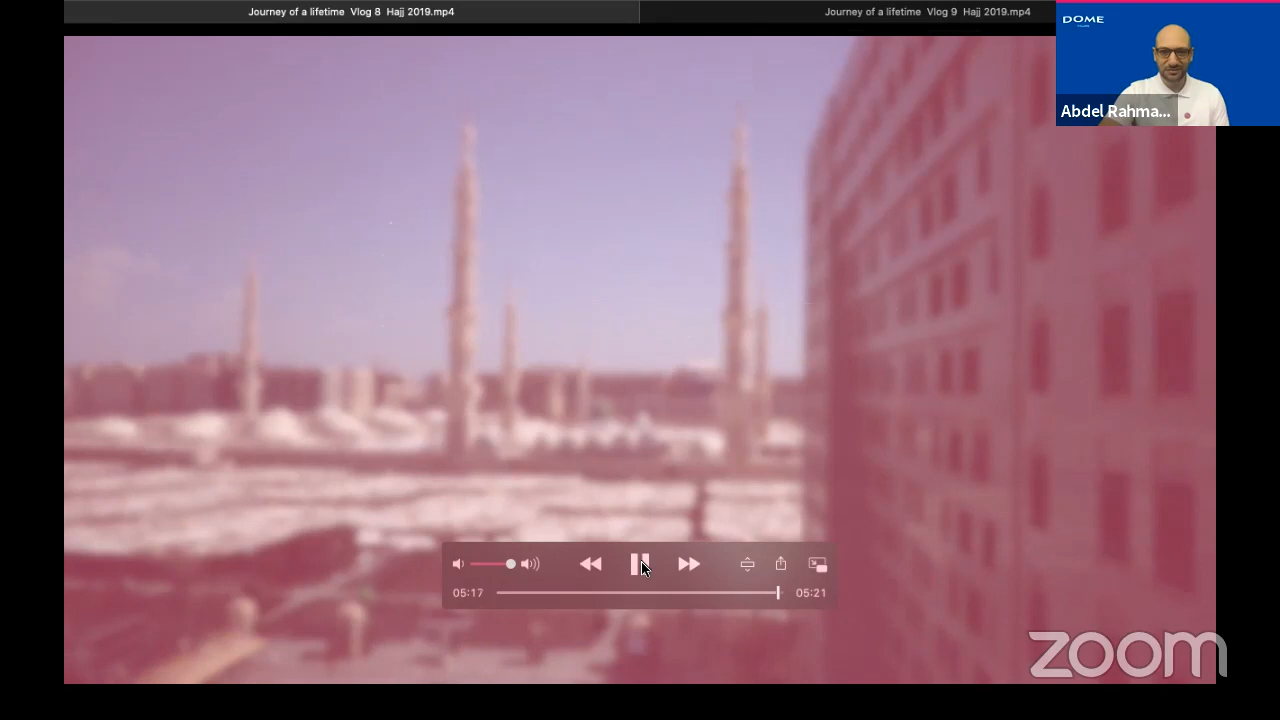 Journey of a lifetime Vlog 8 Hajj 2019.mp4
Journey of a lifetime Vlog 9 Hajj 2019.mp4
DOME
Abdel Rahma...
05:17
05:21
zoom